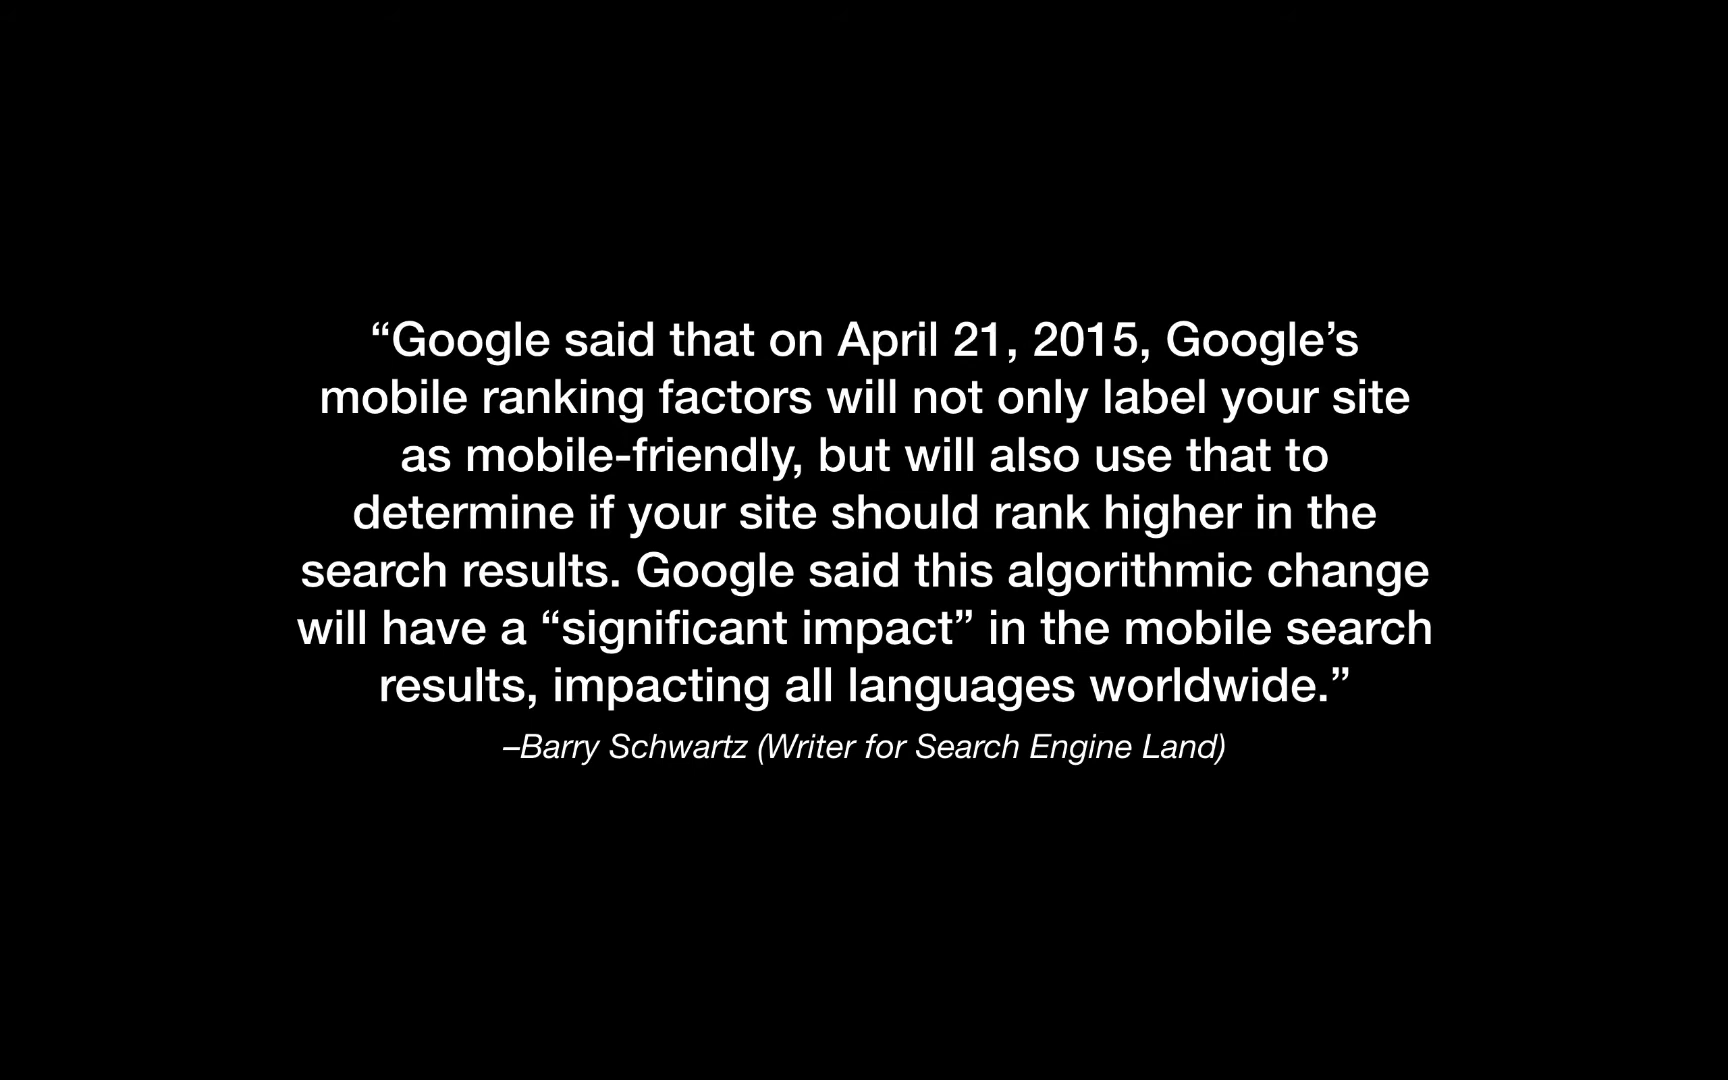 “Google said that on April 21, 2015, Google’s
mobile ranking factors will not only label your site
as mobile-friendly, but will also use that to
determine if your site should rank higher in the
search results. Google said this algorithmic change
will have a “significant impact” in the mobile search
results, impacting all languages worldwide.”
–Barry Schwartz (Writer for Search Engine Land)